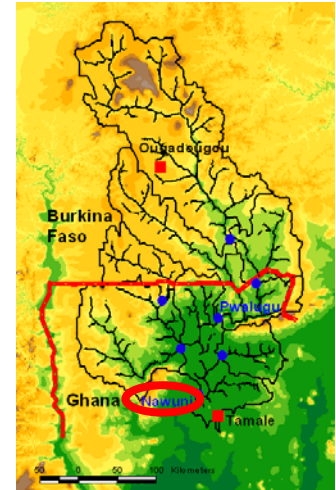 Ouagadougou
Burkina
Faso
Pwalugu
Ghana
Nawuni
Tamale
50 0 50 100 Kilometers